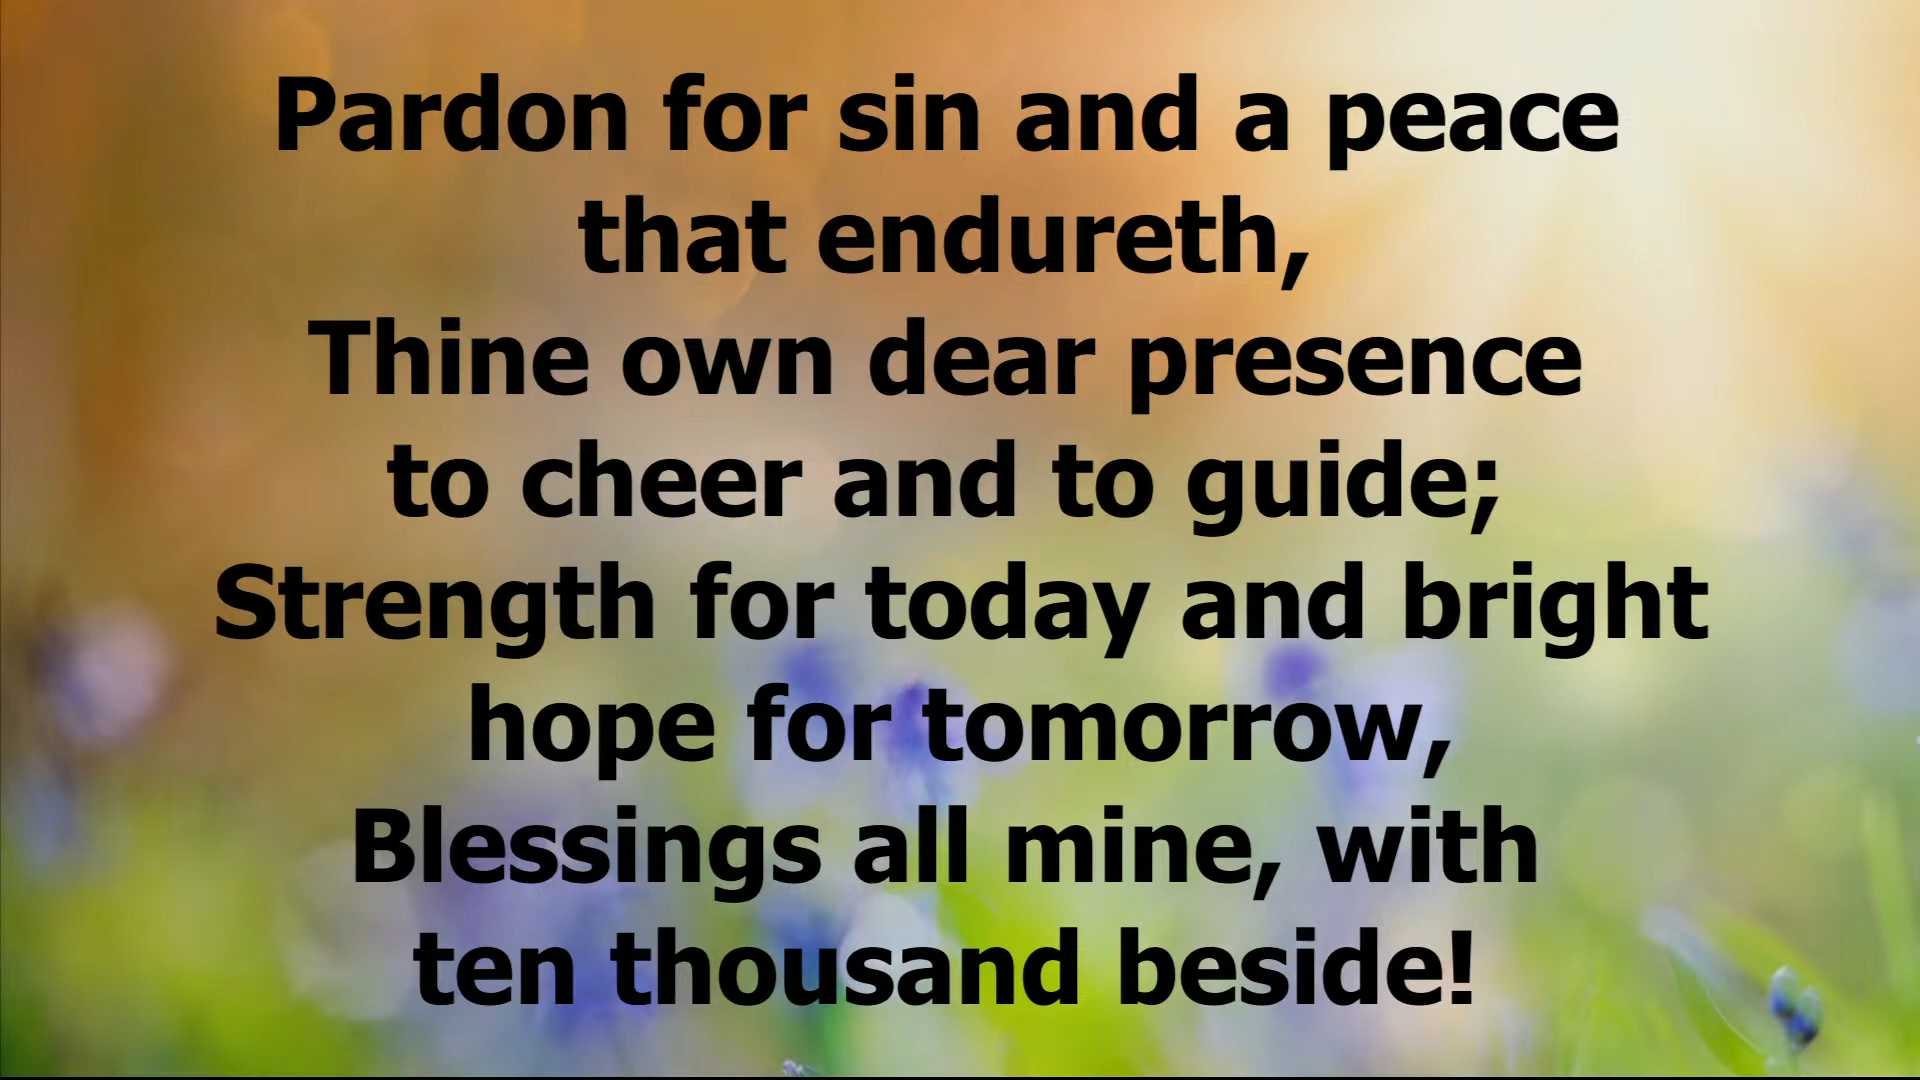 Pardon for sin and a peace
that endureth,
Thine own dear presence
to cheer and to guide;
Strength for today and bright
hope for tomorrow,
Blessings all mine, with
ten thousand beside!